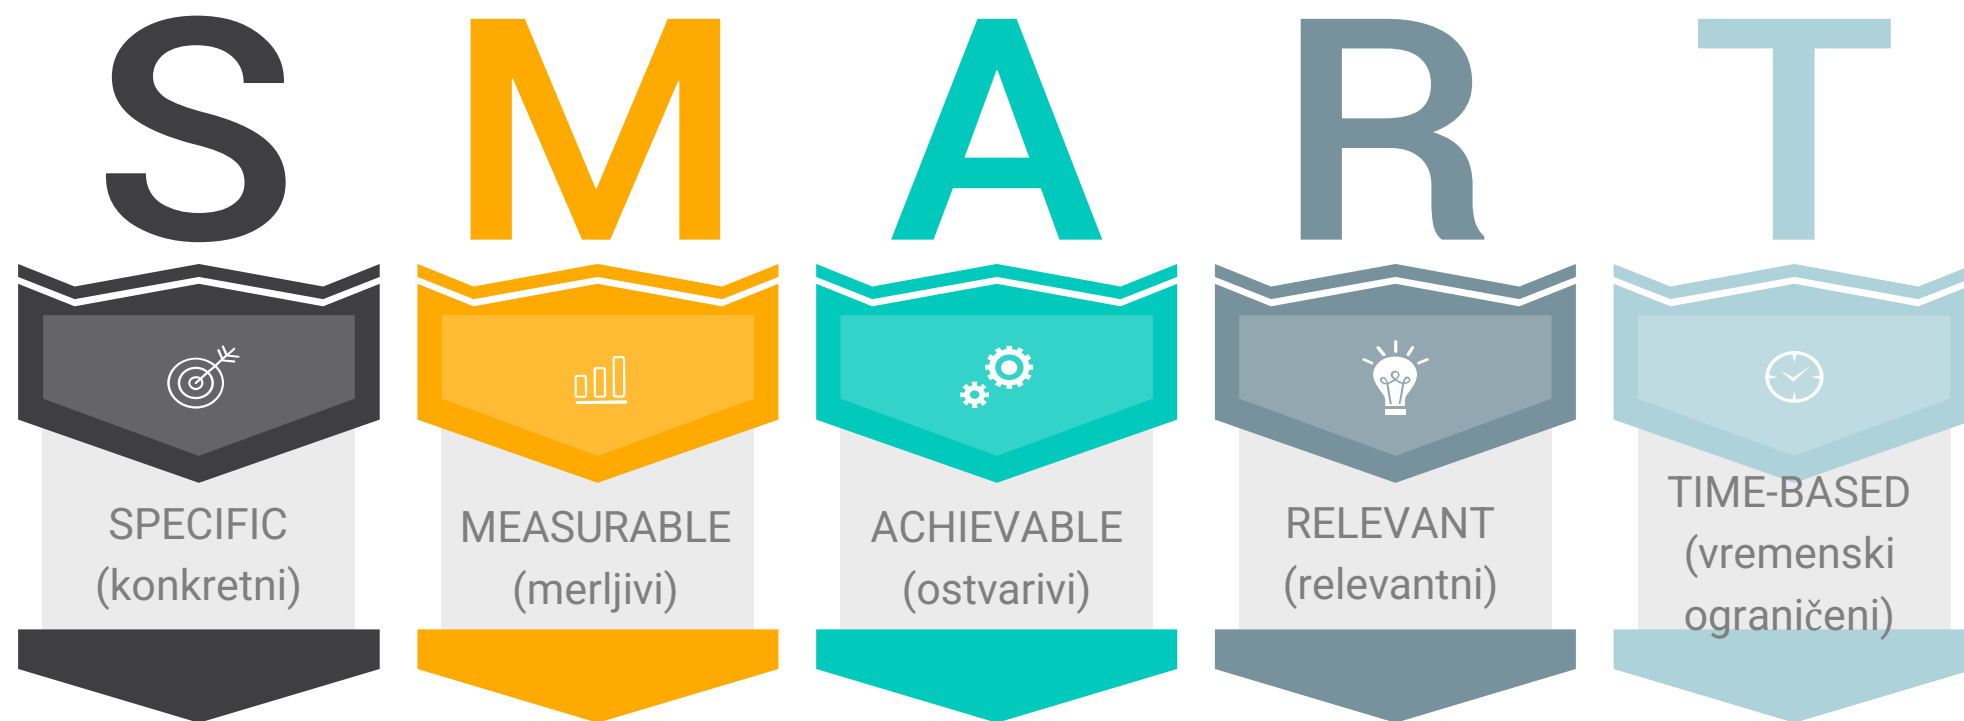 S M A R T
SPECIFIC
(konkretni)
MEASURABLE
(merljivi)
ACHIEVABLE
(ostvarivi)
RELEVANT
(relevantni)
TIME-BASED
(vremenski
ograničeni)